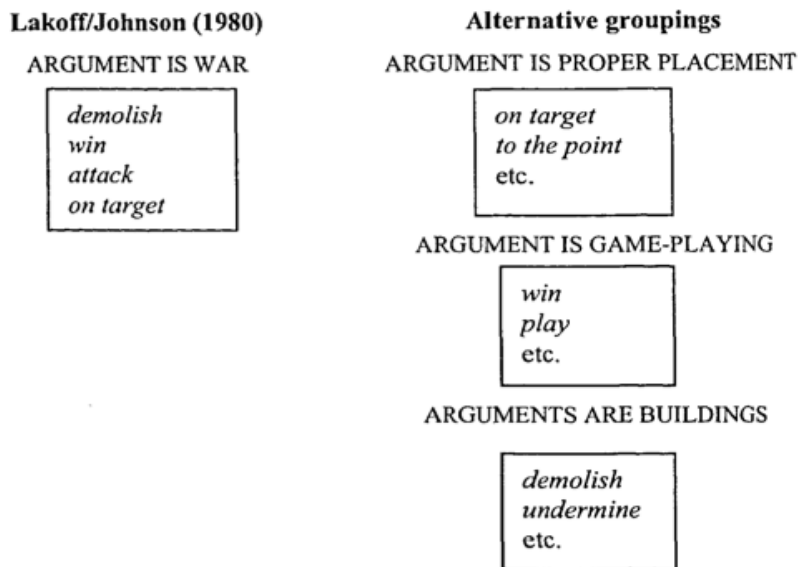 Lakoff/Johnson (1980)
ARGUMENT IS WAR
demolish
win
attack
on target
Alternative groupings
ARGUMENT IS PROPER PLACEMENT
on target
to the point
etc.
ARGUMENT IS GAME-PLAYING
win
play
etc.
ARGUMENTS ARE BUILDINGS
demolish
undermine
etc.